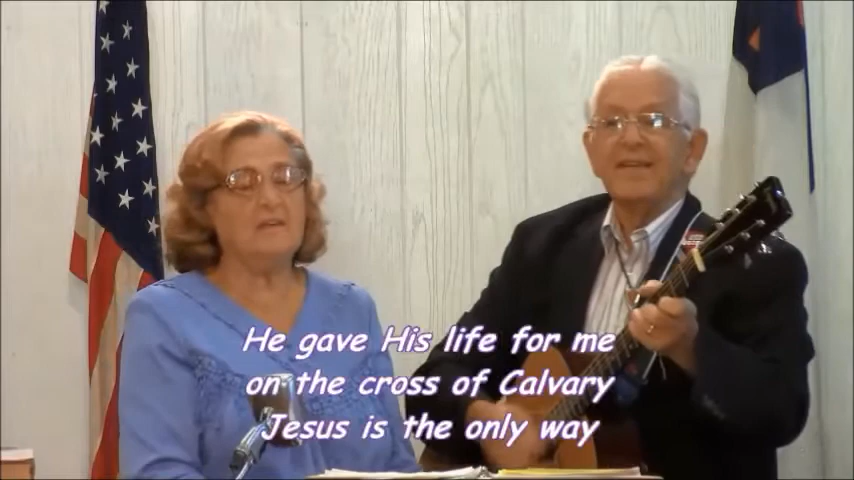 He gave His life for me
on the cross of Calvary
Jesus is the only way